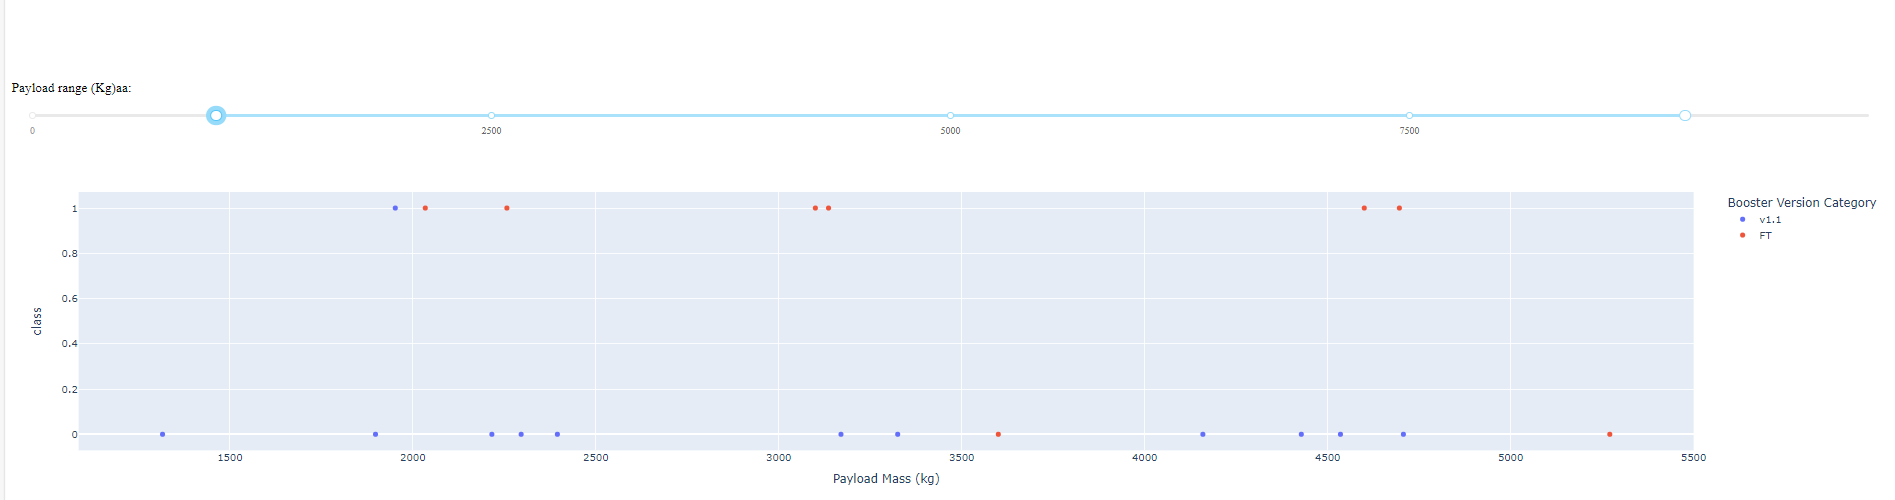 Payload range (Kg)aa:
0 2500 5000 7500
Booster Version Category
v1.1
FT
1
0.8
0.6
0.4
0.2
0
class
1500 2000 2500 3000 3500 4000 4500 5000 5500
Payload Mass (kg)